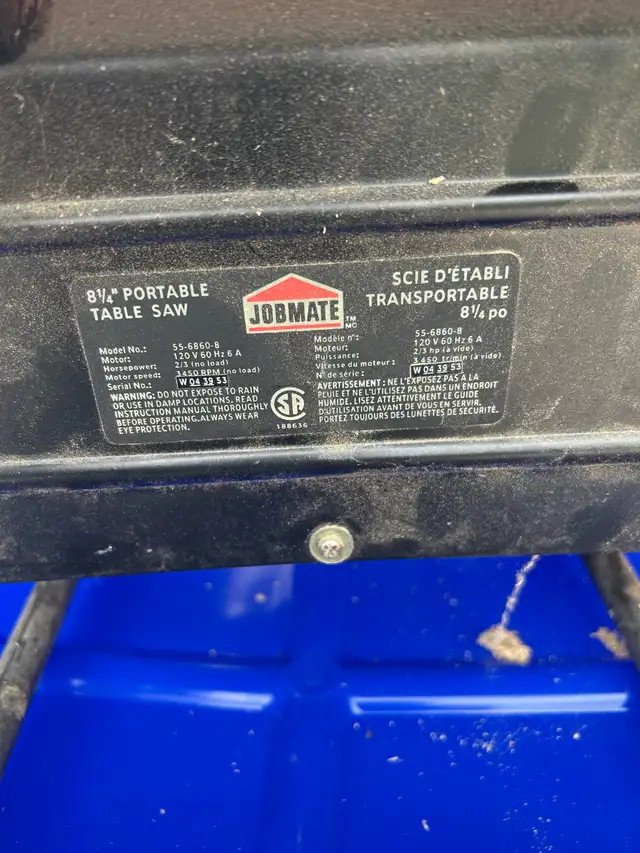 8¼" PORTABLE
TABLE SAW
Model No.: 55-6860-8
Motor: 120 V 60 Hz 6 A
Horsepower: 2/3 (no load)
Motor speed: 3450 RPM (no load)
Serial No.: W 04 39 53
WARNING: DO NOT EXPOSE TO RAIN
OR USE IN DAMP LOCATIONS, READ
INSTRUCTION MANUAL THOROUGHLY
BEFORE OPERATING. ALWAYS WEAR
EYE PROTECTION.
JOBMATE TM
MC
SA
188636
SCIE D'ÉTABLI
TRANSPORTABLE
8¼ po
Modèle nº: 55-6860-8
Moteur: 120 V 60 Hz 6 A
Puissance: 2/3 hp (à vide)
Vitesse du moteur: 3 450 tr/min (à vide)
N° de série: W 04 39 53
AVERTISSEMENT: NE L'EXPOSEZ PAS À LA
PLUIE ET NE L'UTILISEZ PAS DANS UN ENDROIT
HUMIDE. LISEZ ATTENTIVEMENT LE GUIDE
D'UTILISATION AVANT DE VOUS EN SERVIR.
PORTEZ TOUJOURS DES LUNETTES DE SÉCURITÉ.